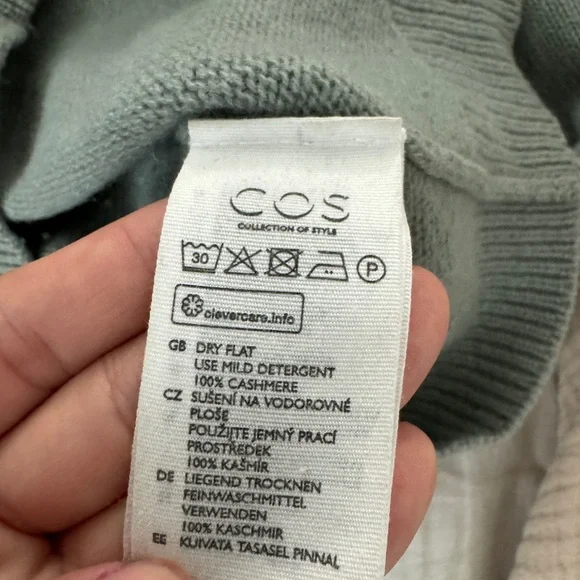 COS
COLLECTION OF STYLE
30 P
clevercare.info
GB DRY FLAT
USE MILD DETERGENT
100% CASHMERE
CZ SUŠENÍ NA VODOROVNÉ
PLOŠE
POUŽIJTE JEMNÝ PRACÍ
PROSTŘEDEK
100% KAŠMÍR
DE LIEGEND TROCKNEN
FEINWASCHMITTEL
VERWENDEN
100% KASCHMIR
EE KUIVATA TASASEL PINNAL